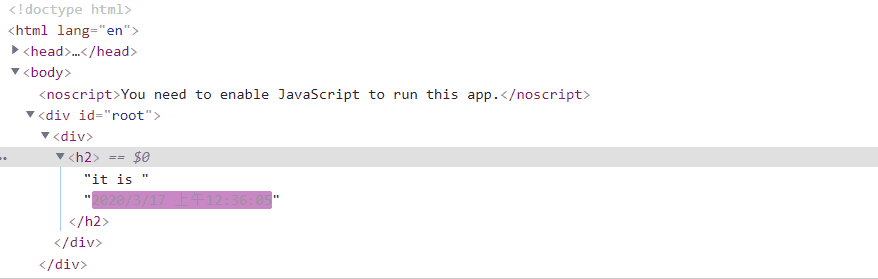 <!doctype html>
<html lang="en">
<head>…</head>
<body>
<noscript>You need to enable JavaScript to run this app.</noscript>
<div id="root">
<div>
… <h2> == $0
"it is "
"2020/3/17 上午12:36:05"
</h2>
</div>
</div>